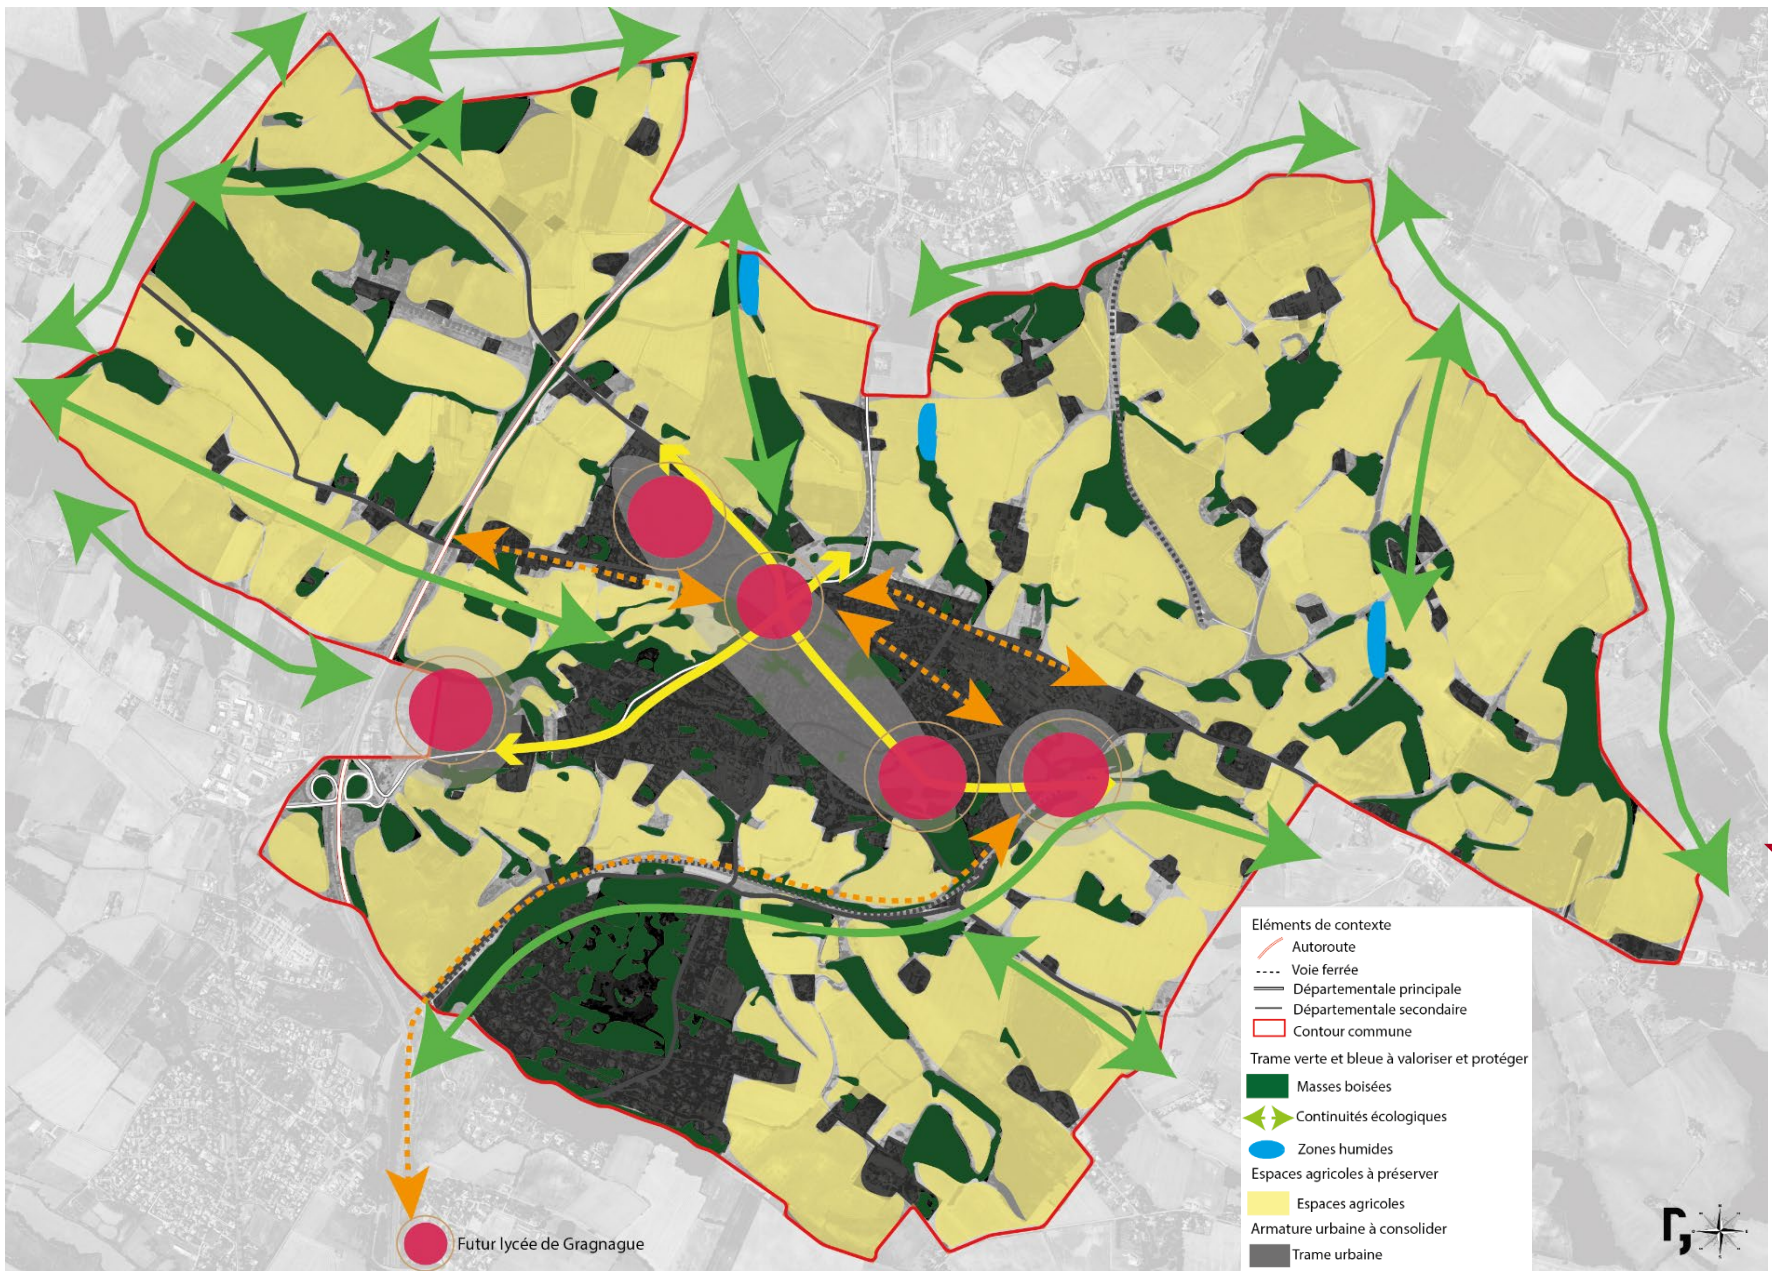 Eléments de contexte
Autoroute
Voie ferrée
Départementale principale
Départementale secondaire
Contour commune
Trame verte et bleue à valoriser et protéger
Masses boisées
Continuités écologiques
Zones humides
Espaces agricoles à préserver
Espaces agricoles
Armature urbaine à consolider
Trame urbaine
Futur lycée de Gragnague